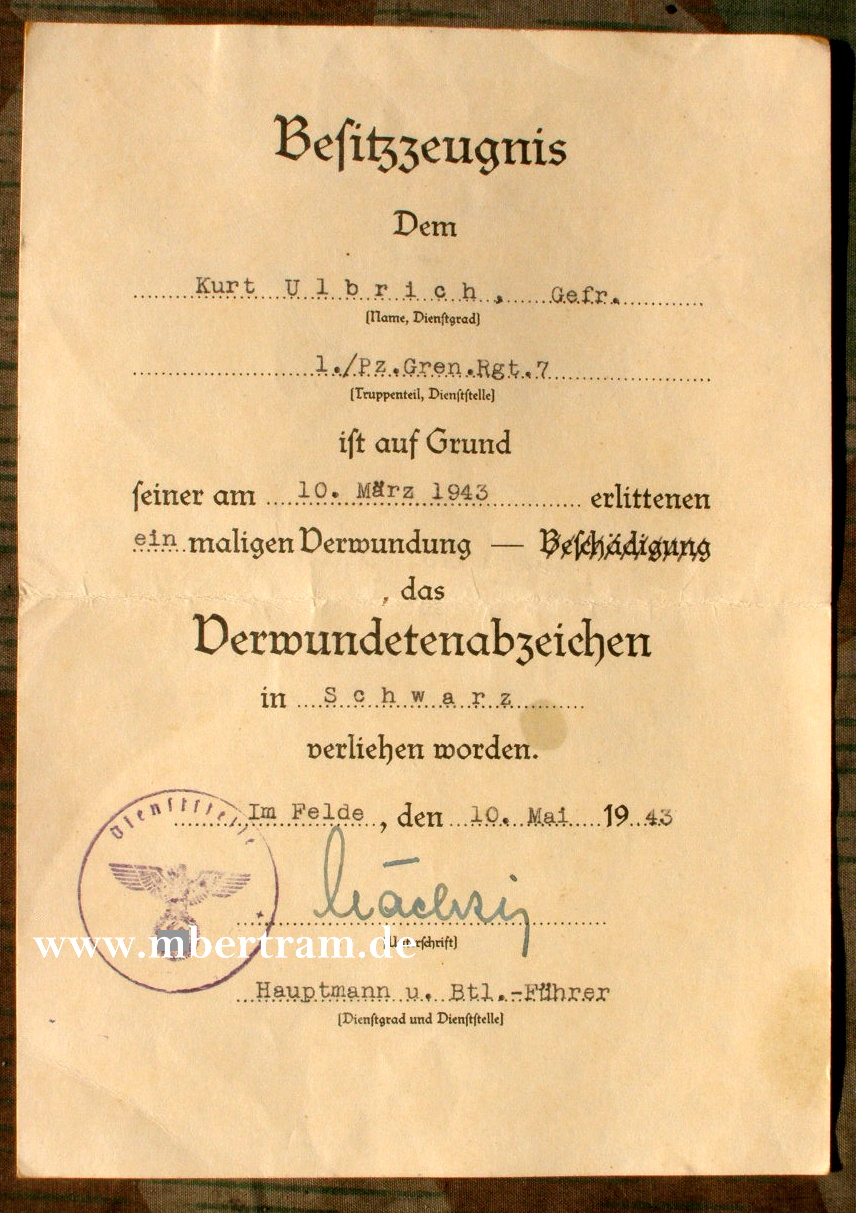 Besitzzeugnis
Dem
Kurt Ulbrich, Gefr.
(Name, Dienstgrad)
1./Pz.Gren.Rgt.7
(Truppenteil, Dienststelle)
ist auf Grund
seiner am 10. März 1943 erlittenen
ein maligen Verwundung — Beschädigung
das
Verwundetenabzeichen
in Schwarz
verliehen worden.
Im Felde, den 10. Mai 1943
www.mbertram.de
(Unterschrift)
Hauptmann u. Btl.-Führer
(Dienstgrad und Dienststelle)